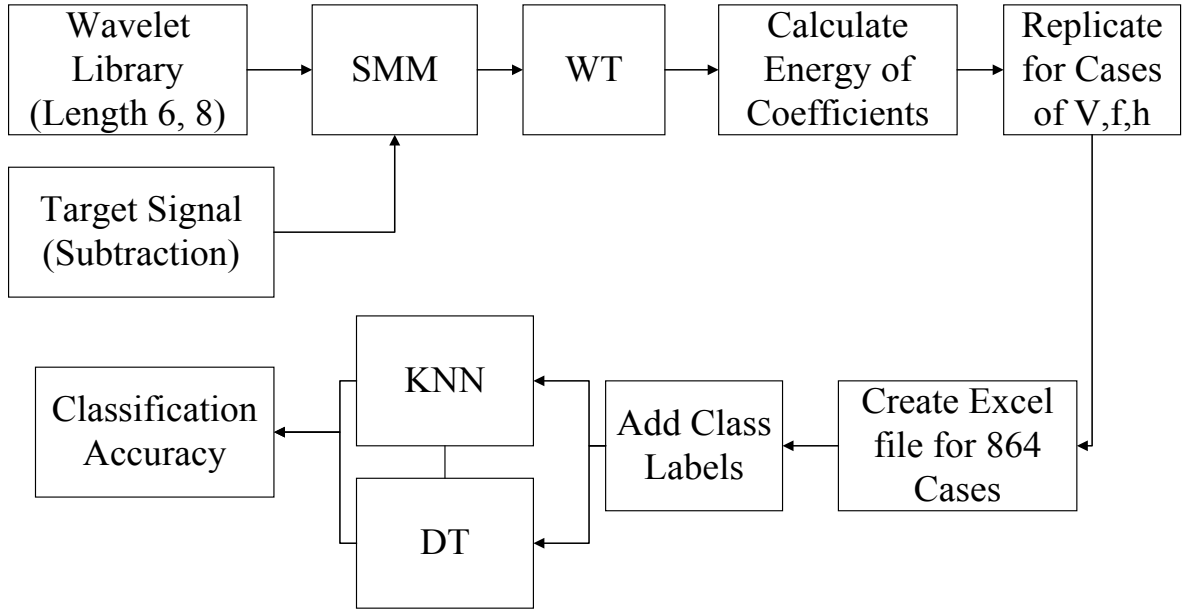 Wavelet
Library
(Length 6, 8)
SMM
WT
Calculate
Energy of
Coefficients
Replicate
for Cases
of V,f,h
Target Signal
(Subtraction)
KNN
Classification
Accuracy
Add Class
Labels
Create Excel
file for 864
Cases
DT